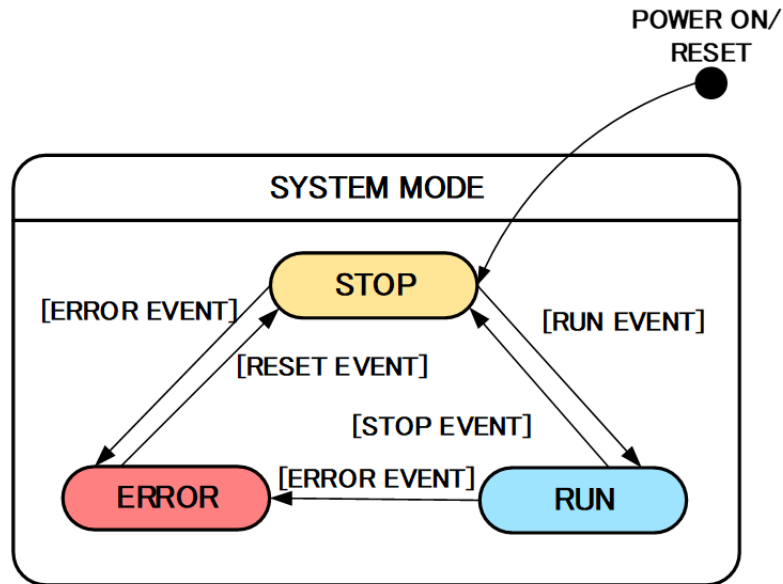 POWER ON/
RESET
SYSTEM MODE
STOP
[ERROR EVENT]
[RUN EVENT]
[RESET EVENT]
[STOP EVENT]
[ERROR EVENT]
ERROR
RUN